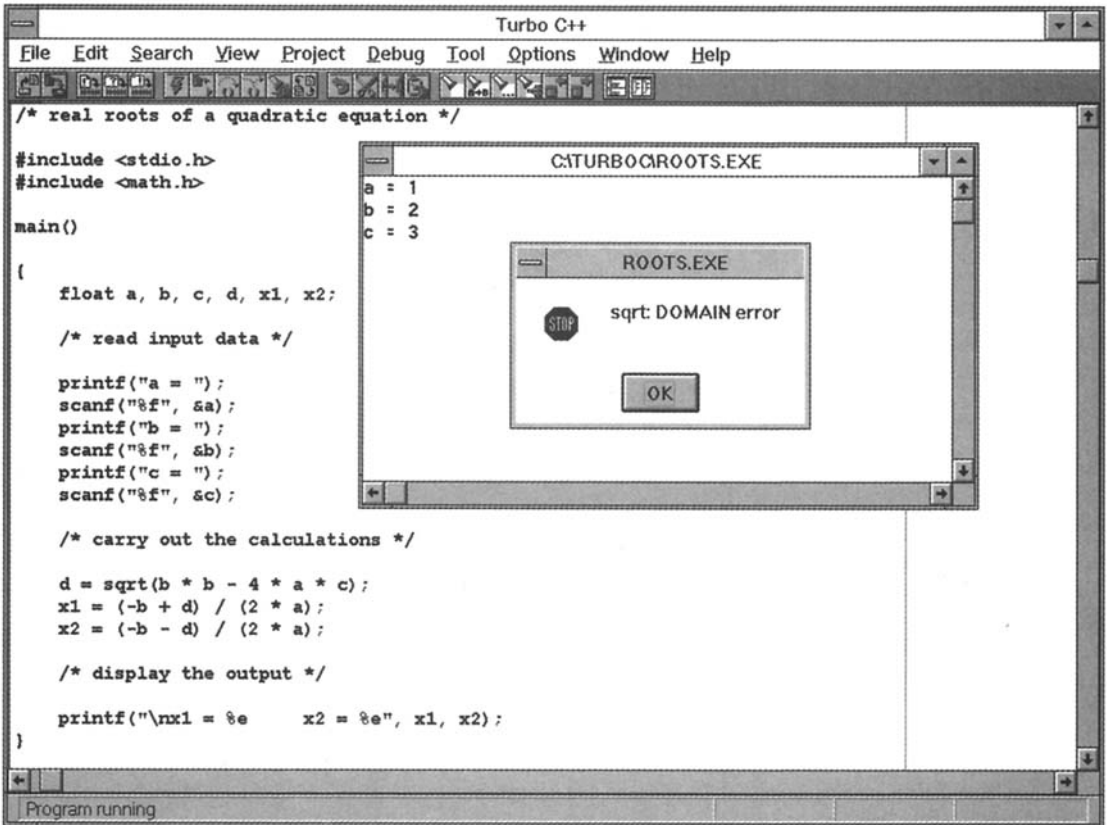 Turbo C++
File Edit Search View Project Debug Tool Options Window Help
/* real roots of a quadratic equation */
#include <stdio.h>
#include <math.h>
main()
{
float a, b, c, d, x1, x2;
/* read input data */
printf("a = ");
scanf("%f", &a);
printf("b = ");
scanf("%f", &b);
printf("c = ");
scanf("%f", &c);
/* carry out the calculations */
d = sqrt(b * b - 4 * a * c);
x1 = (-b + d) / (2 * a);
x2 = (-b - d) / (2 * a);
/* display the output */
printf("\nx1 = %e     x2 = %e", x1, x2);
}
C:\TURBOC\ROOTS.EXE
a = 1
b = 2
c = 3
ROOTS.EXE
STOP
sqrt: DOMAIN error
OK
Program running